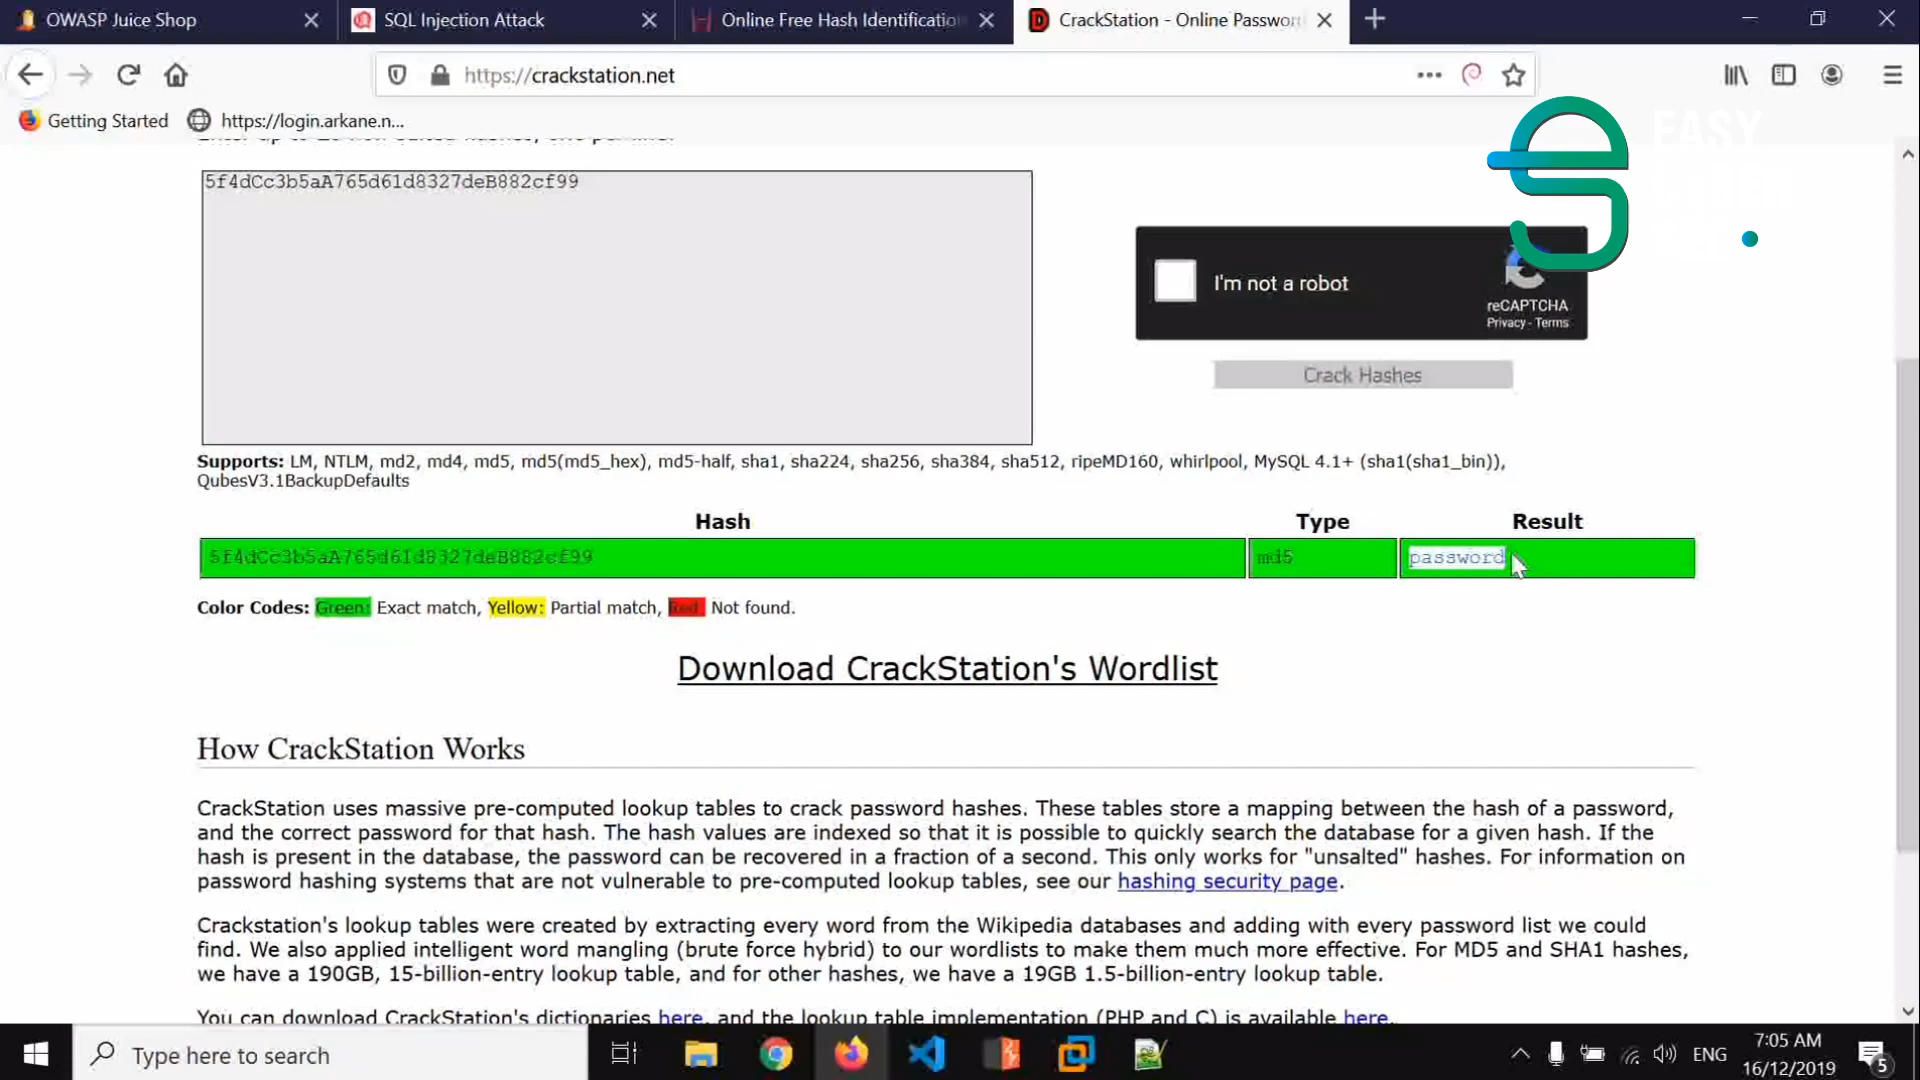 OWASP Juice Shop
SQL Injection Attack
Online Free Hash Identificatio
CrackStation - Online Passwor
https://crackstation.net
Getting Started
https://login.arkane.n...
EASY
5f4dCc3b5aA765d61d8327deB882cf99
I'm not a robot
reCAPTCHA
Privacy - Terms
Crack Hashes
Supports: LM, NTLM, md2, md4, md5, md5(md5_hex), md5-half, sha1, sha224, sha256, sha384, sha512, ripeMD160, whirlpool, MySQL 4.1+ (sha1(sha1_bin)),
QubesV3.1BackupDefaults
Hash Type Result
5f4dCc3b5aA765d61d8327deB882cf99 md5 password
Color Codes: Green: Exact match, Yellow: Partial match, Red: Not found.
Download CrackStation's Wordlist
How CrackStation Works
CrackStation uses massive pre-computed lookup tables to crack password hashes. These tables store a mapping between the hash of a password,
and the correct password for that hash. The hash values are indexed so that it is possible to quickly search the database for a given hash. If the
hash is present in the database, the password can be recovered in a fraction of a second. This only works for "unsalted" hashes. For information on
password hashing systems that are not vulnerable to pre-computed lookup tables, see our hashing security page.
Crackstation's lookup tables were created by extracting every word from the Wikipedia databases and adding with every password list we could
find. We also applied intelligent word mangling (brute force hybrid) to our wordlists to make them much more effective. For MD5 and SHA1 hashes,
we have a 190GB, 15-billion-entry lookup table, and for other hashes, we have a 19GB 1.5-billion-entry lookup table.
You can download CrackStation's dictionaries here, and the lookup table implementation (PHP and C) is available here.
Type here to search
ENG
7:05 AM
16/12/2019
5